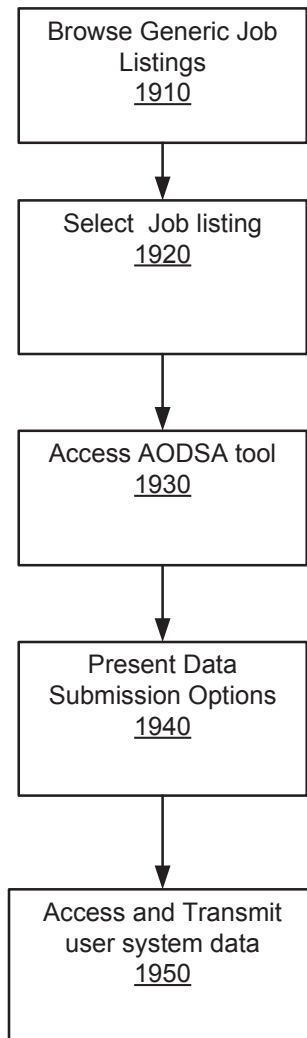 Browse Generic Job
Listings
1910
Select Job listing
1920
Access AODSA tool
1930
Present Data
Submission Options
1940
Access and Transmit
user system data
1950